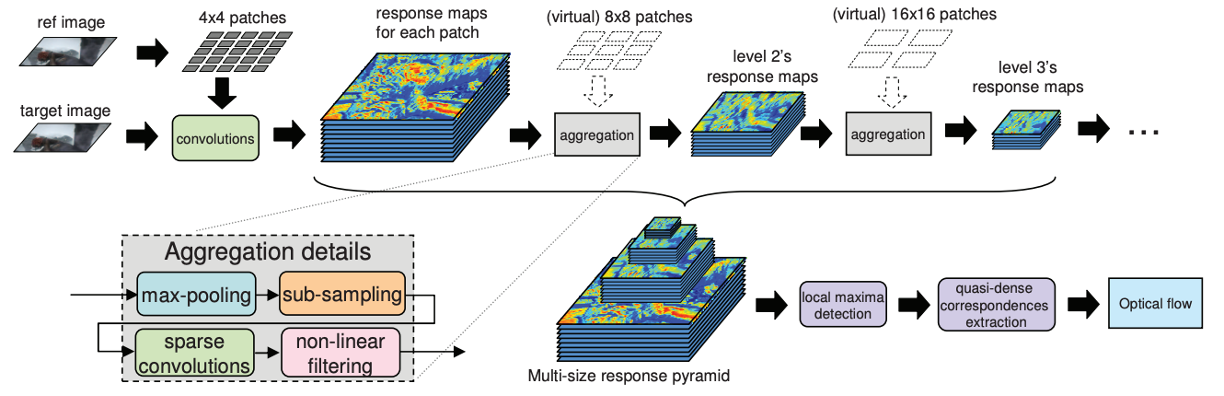 ref image
4x4 patches
response maps
for each patch
(virtual) 8x8 patches
(virtual) 16x16 patches
level 2's
response maps
level 3's
response maps
target image
convolutions
aggregation
aggregation
...
Aggregation details
max-pooling
sub-sampling
sparse
convolutions
non-linear
filtering
local maxima
detection
quasi-dense
correspondences
extraction
Optical flow
Multi-size response pyramid